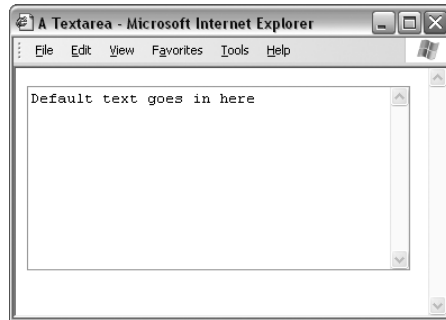 A Textarea - Microsoft Internet Explorer
File Edit View Favorites Tools Help
Default text goes in here